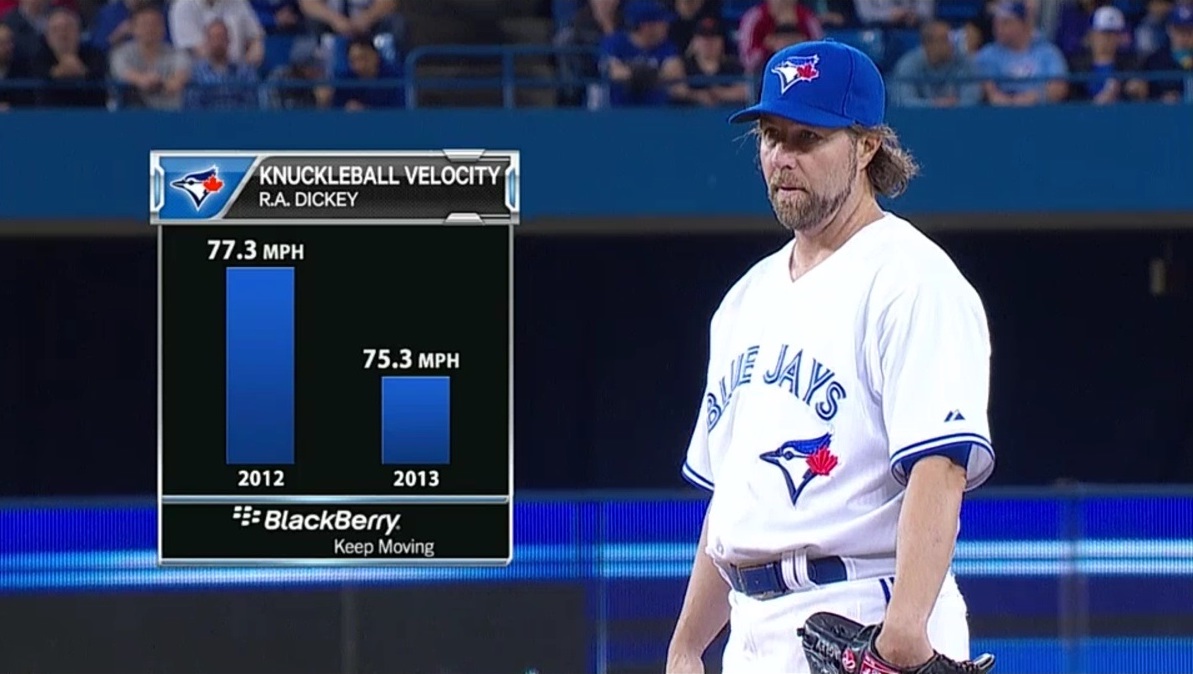 KNUCKLEBALL VELOCITY
R.A. DICKEY
77.3 MPH
75.3 MPH
2012
2013
BlackBerry
Keep Moving
BLUE JAYS